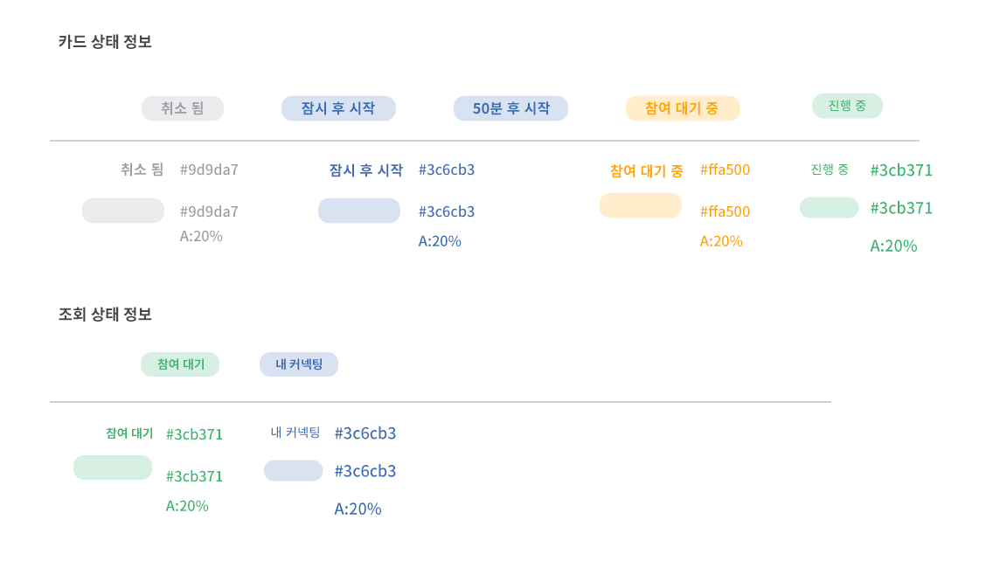 카드 상태 정보
취소 됨 잠시 후 시작 50분 후 시작 참여 대기 중 진행 중
취소 됨 #9d9da7 잠시 후 시작 #3c6cb3 참여 대기 중 #ffa500 진행 중 #3cb371
#9d9da7 #3c6cb3 #ffa500 #3cb371
A:20% A:20% A:20% A:20%
조회 상태 정보
참여 대기 내 커넥팅
참여 대기 #3cb371 내 커넥팅 #3c6cb3
#3cb371 #3c6cb3
A:20% A:20%